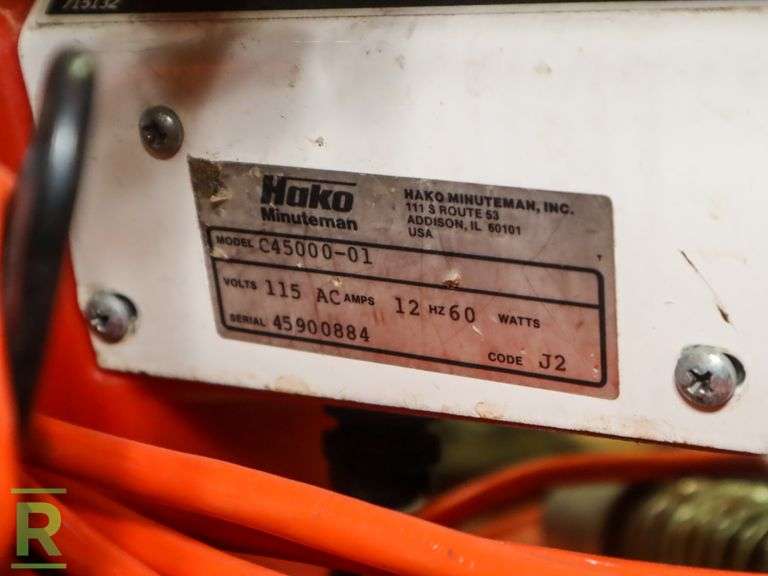 715132
Hako
Minuteman
HAKO MINUTEMAN, INC.
111 S ROUTE 53
ADDISON, IL 60101
USA
MODEL C45000-01
VOLTS 115 AC AMPS 12 HZ 60 WATTS
SERIAL 45900884 CODE J2
R